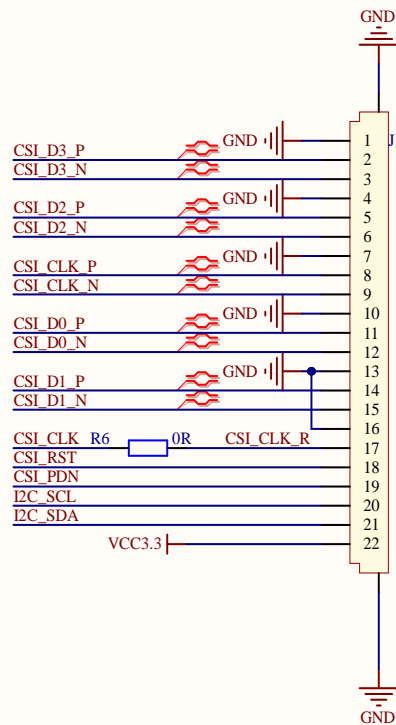 GND
GND 1 J
CSI_D3_P 2
CSI_D3_N 3
GND 4
CSI_D2_P 5
CSI_D2_N 6
GND 7
CSI_CLK_P 8
CSI_CLK_N 9
GND 10
CSI_D0_P 11
CSI_D0_N 12
GND 13
CSI_D1_P 14
CSI_D1_N 15
16
CSI_CLK R6 0R CSI_CLK_R 17
CSI_RST 18
CSI_PDN 19
I2C_SCL 20
I2C_SDA 21
VCC3.3 22
GND